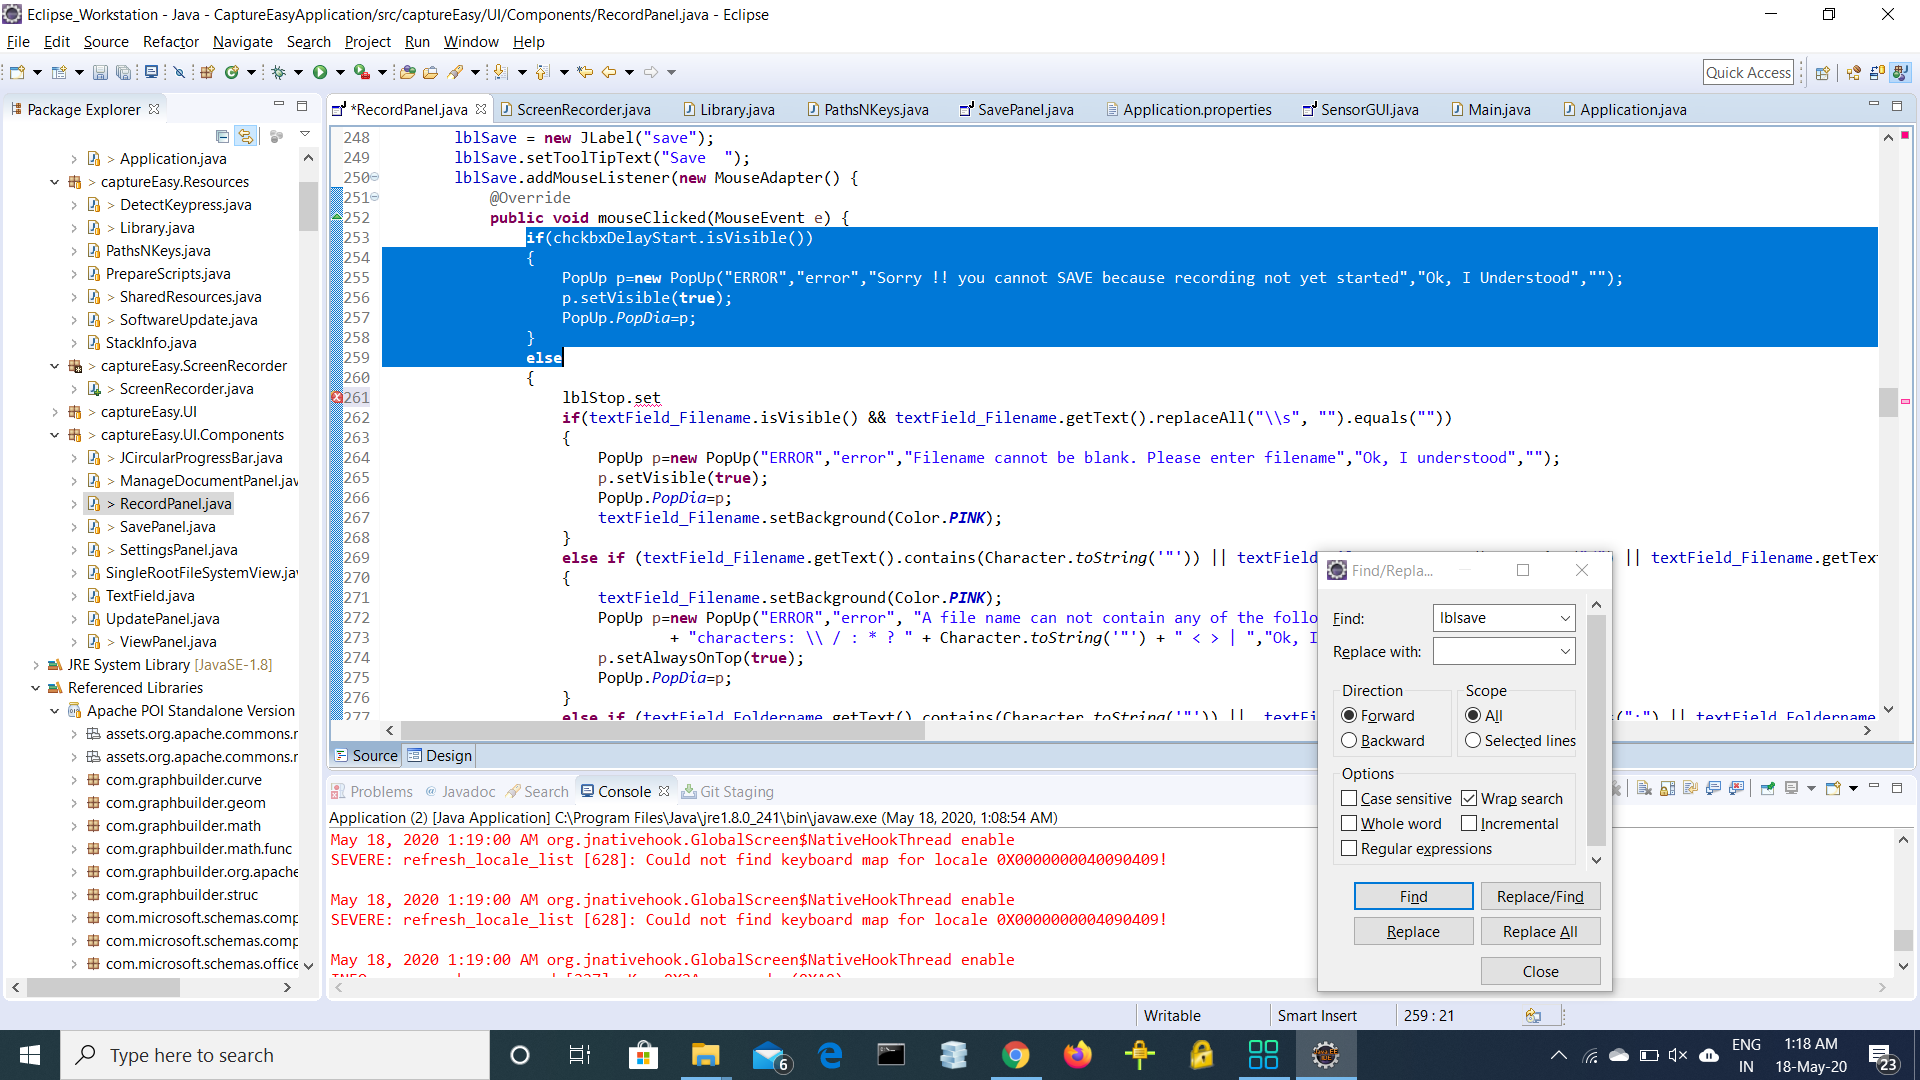 Eclipse_Workstation - Java - CaptureEasyApplication/src/captureEasy/UI/Components/RecordPanel.java - Eclipse
File Edit Source Refactor Navigate Search Project Run Window Help
Quick Access
Package Explorer
*RecordPanel.java ScreenRecorder.java Library.java PathsNKeys.java SavePanel.java Application.properties SensorGUI.java Main.java Application.java
> Application.java
> captureEasy.Resources
> DetectKeypress.java
> Library.java
PathsNKeys.java
PrepareScripts.java
> SharedResources.java
> SoftwareUpdate.java
StackInfo.java
> captureEasy.ScreenRecorder
> ScreenRecorder.java
> captureEasy.UI
> captureEasy.UI.Components
> JCircularProgressBar.java
> ManageDocumentPanel.jav
> RecordPanel.java
> SavePanel.java
> SettingsPanel.java
SingleRootFileSystemView.jav
TextField.java
UpdatePanel.java
> ViewPanel.java
JRE System Library [JavaSE-1.8]
Referenced Libraries
Apache POI Standalone Version
assets.org.apache.commons.r
assets.org.apache.commons.r
com.graphbuilder.curve
com.graphbuilder.geom
com.graphbuilder.math
com.graphbuilder.math.func
com.graphbuilder.org.apache
com.graphbuilder.struc
com.microsoft.schemas.comp
com.microsoft.schemas.comp
com.microsoft.schemas.office
248 lblSave = new JLabel("save");
249 lblSave.setToolTipText("Save  ");
250 lblSave.addMouseListener(new MouseAdapter() {
251 @Override
252 public void mouseClicked(MouseEvent e) {
253 if(chckbxDelayStart.isVisible())
254 {
255 PopUp p=new PopUp("ERROR","error","Sorry !! you cannot SAVE because recording not yet started","Ok, I Understood","");
256 p.setVisible(true);
257 PopUp.PopDia=p;
258 }
259 else
260 {
261 lblStop.set
262 if(textField_Filename.isVisible() && textField_Filename.getText().replaceAll("\\s", "").equals(""))
263 {
264 PopUp p=new PopUp("ERROR","error","Filename cannot be blank. Please enter filename","Ok, I understood","");
265 p.setVisible(true);
266 PopUp.PopDia=p;
267 textField_Filename.setBackground(Color.PINK);
268 }
269 else if (textField_Filename.getText().contains(Character.toString('"')) || textField || textField_Filename.getTex
270 {
271 textField_Filename.setBackground(Color.PINK);
272 PopUp p=new PopUp("ERROR","error", "A file name can not contain any of the follo
273 + "characters: \\ / : * ? " + Character.toString('"') + " < > | ","Ok, I
274 p.setAlwaysOnTop(true);
275 PopUp.PopDia=p;
276 }
277 else if (textField_Foldername.getText().contains(Character.toString('"')) || textFi (":") || textField_Foldername
Source Design
Find/Repla...
Find: lblsave
Replace with:
Direction Scope
Forward All
Backward Selected lines
Options
Case sensitive Wrap search
Whole word Incremental
Regular expressions
Find Replace/Find
Replace Replace All
Close
Problems Javadoc Search Console Git Staging
Application (2) [Java Application] C:\Program Files\Java\jre1.8.0_241\bin\javaw.exe (May 18, 2020, 1:08:54 AM)
May 18, 2020 1:19:00 AM org.jnativehook.GlobalScreen$NativeHookThread enable
SEVERE: refresh_locale_list [628]: Could not find keyboard map for locale 0X0000000040090409!
May 18, 2020 1:19:00 AM org.jnativehook.GlobalScreen$NativeHookThread enable
SEVERE: refresh_locale_list [628]: Could not find keyboard map for locale 0X0000000004090409!
May 18, 2020 1:19:00 AM org.jnativehook.GlobalScreen$NativeHookThread enable
Writable Smart Insert 259 : 21
Type here to search
6
ENG
IN
1:18 AM
18-May-20
23